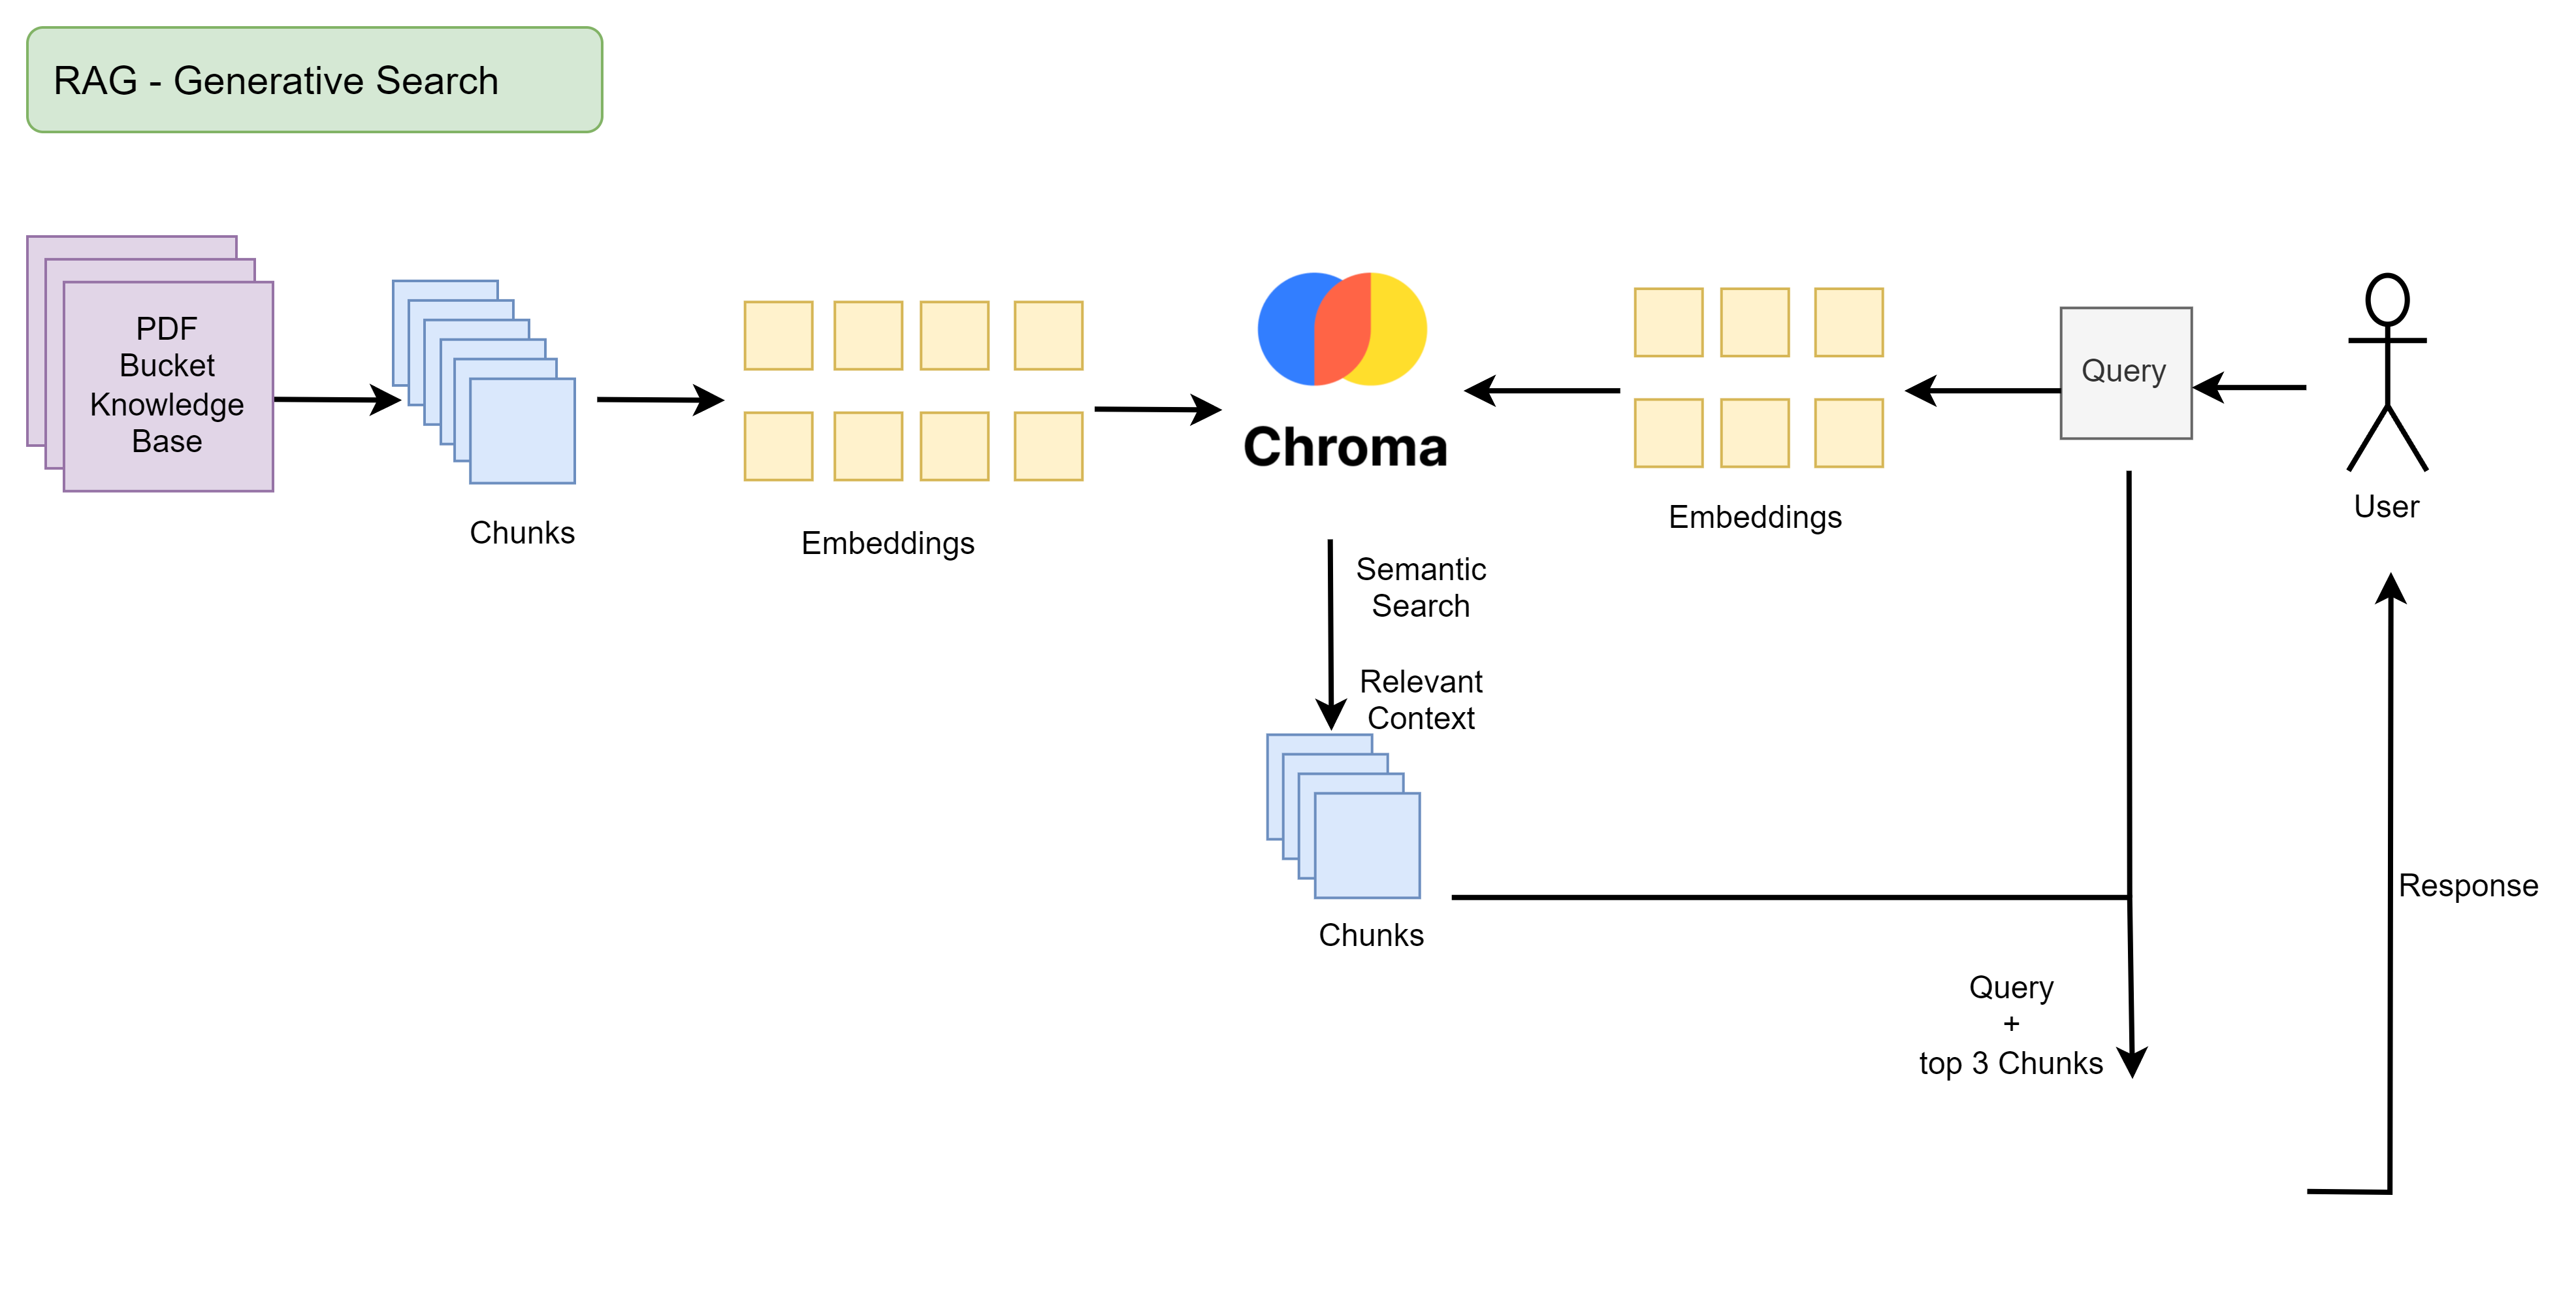 RAG - Generative Search
PDF
Bucket
Knowledge
Base
Chunks
Embeddings
Chroma
Embeddings
Query
User
Semantic
Search
Relevant
Context
Chunks
Query
+
top 3 Chunks
Response